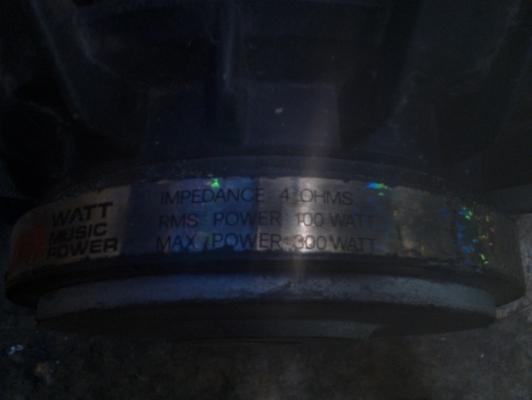 WATT
MUSIC
POWER
IMPEDANCE 4 OHMS
RMS POWER 100 WATT
MAX POWER 300 WATT